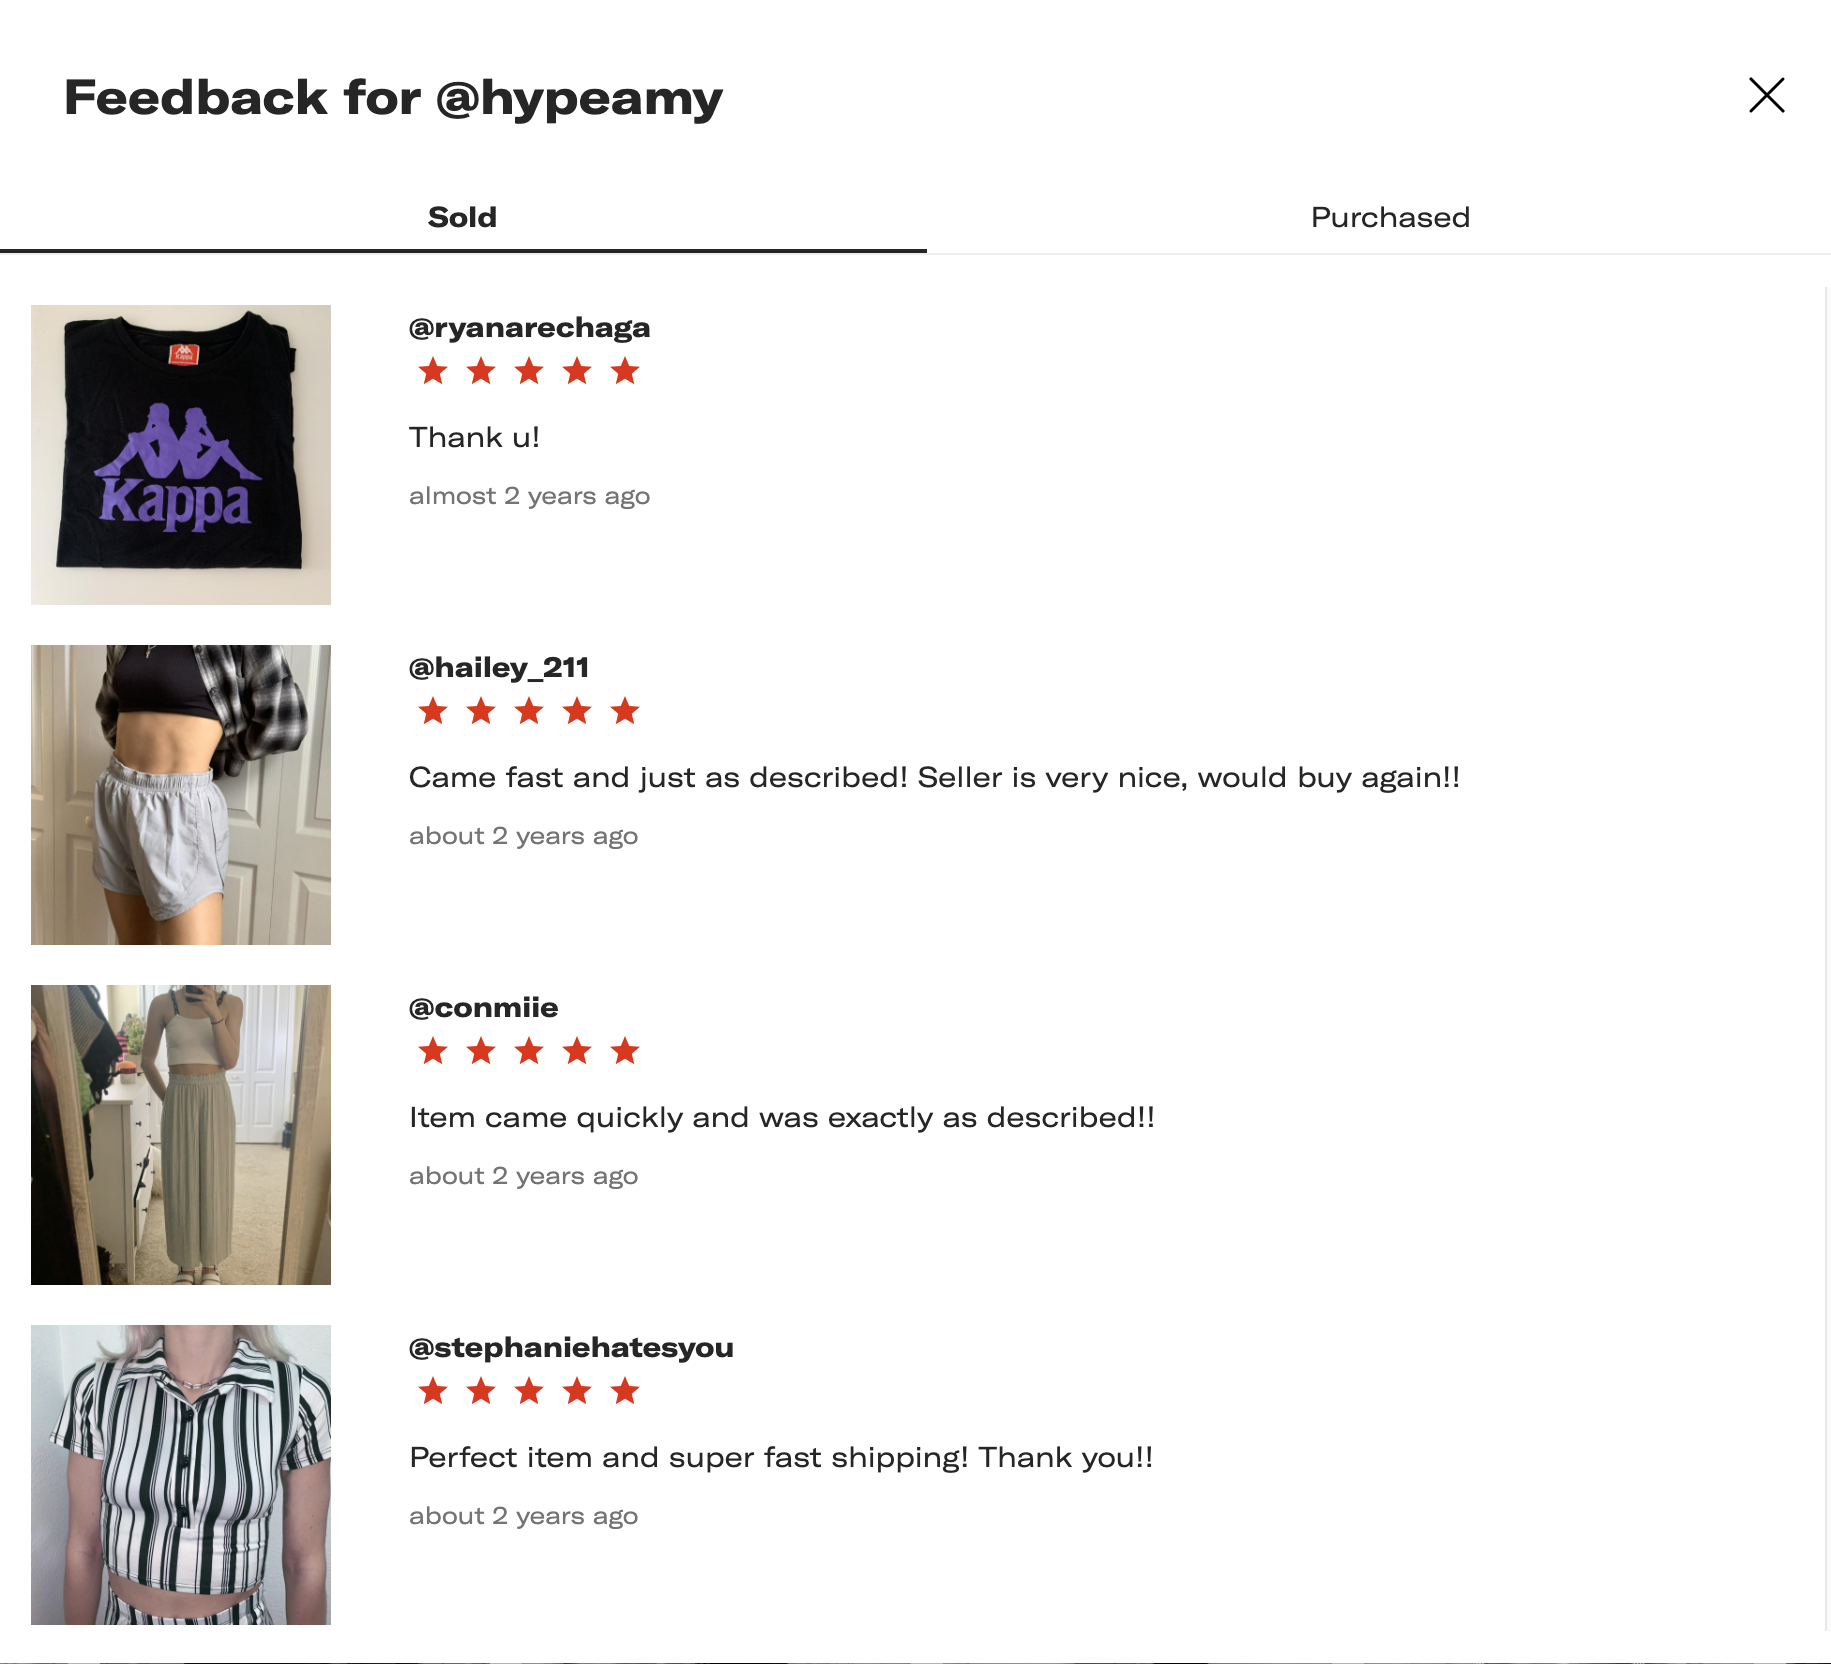 Feedback for @hypeamy
Sold
Purchased
Kappa
Kappa
@ryanarechaga
Thank u!
almost 2 years ago
@hailey_211
Came fast and just as described! Seller is very nice, would buy again!!
about 2 years ago
@conmiie
Item came quickly and was exactly as described!!
about 2 years ago
@stephaniehatesyou
Perfect item and super fast shipping! Thank you!!
about 2 years ago